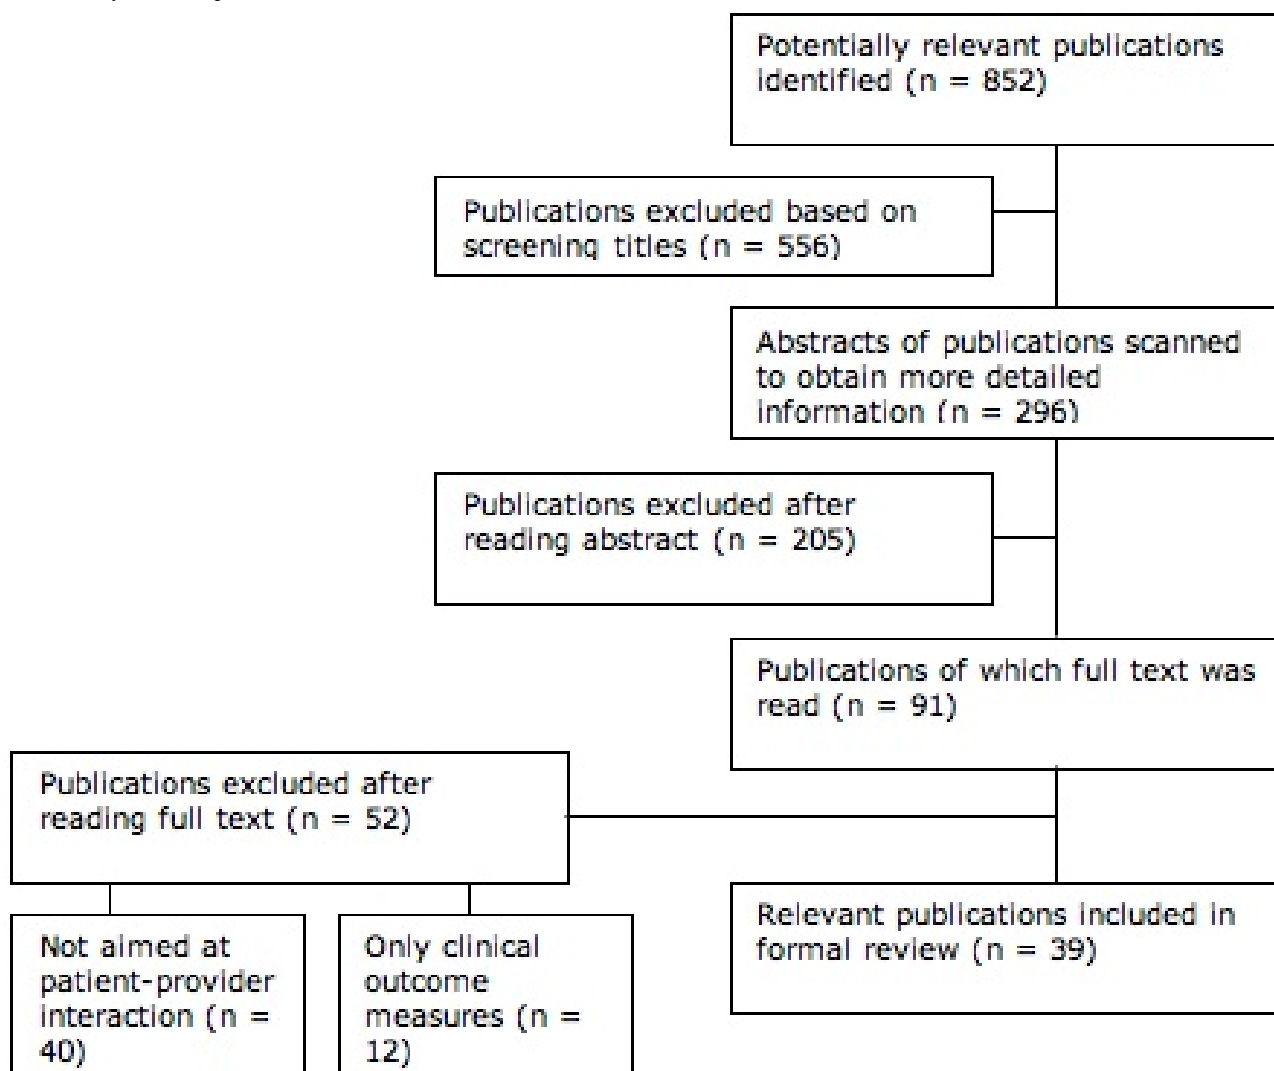 Potentially relevant publications
identified (n = 852)
Publications excluded based on
screening titles (n = 556)
Abstracts of publications scanned
to obtain more detailed
information (n = 296)
Publications excluded after
reading abstract (n = 205)
Publications of which full text was
read (n = 91)
Publications excluded after
reading full text (n = 52)
Not aimed at
patient-provider
interaction (n =
40)
Only clinical
outcome
measures (n =
12)
Relevant publications included in
formal review (n = 39)